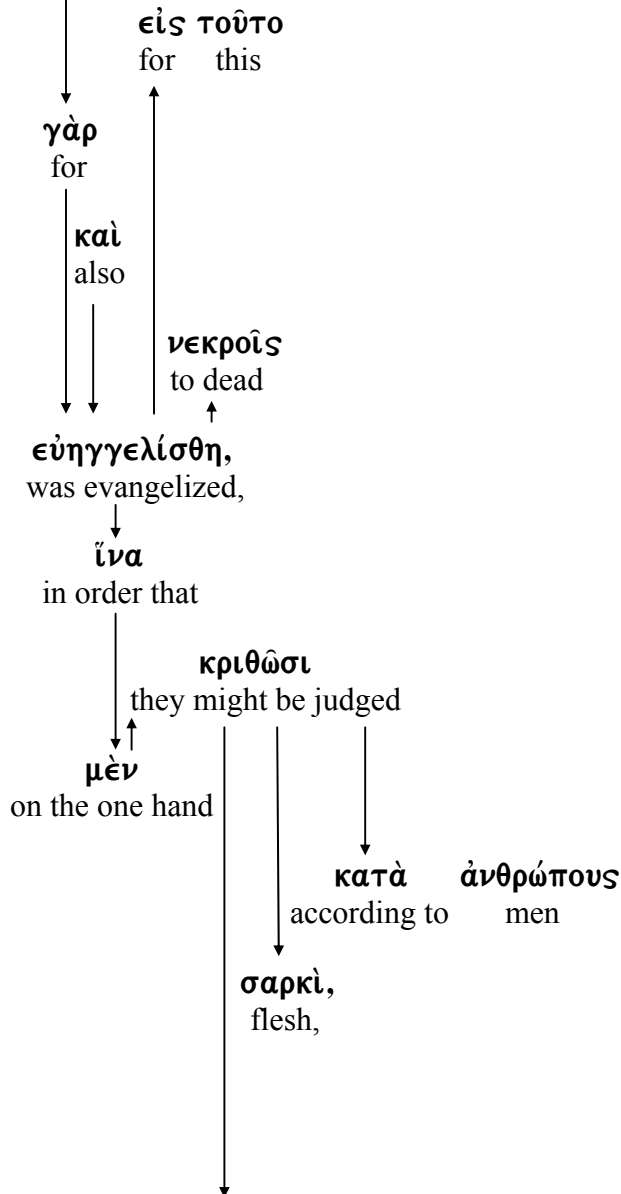 εἰς τοῦτο
for this
γὰρ
for
καὶ
also
νεκροῖς
to dead
εὐηγγελίσθη,
was evangelized,
ἵνα
in order that
κριθῶσι
they might be judged
μὲν
on the one hand
κατὰ ἀνθρώπους
according to men
σαρκὶ,
flesh,